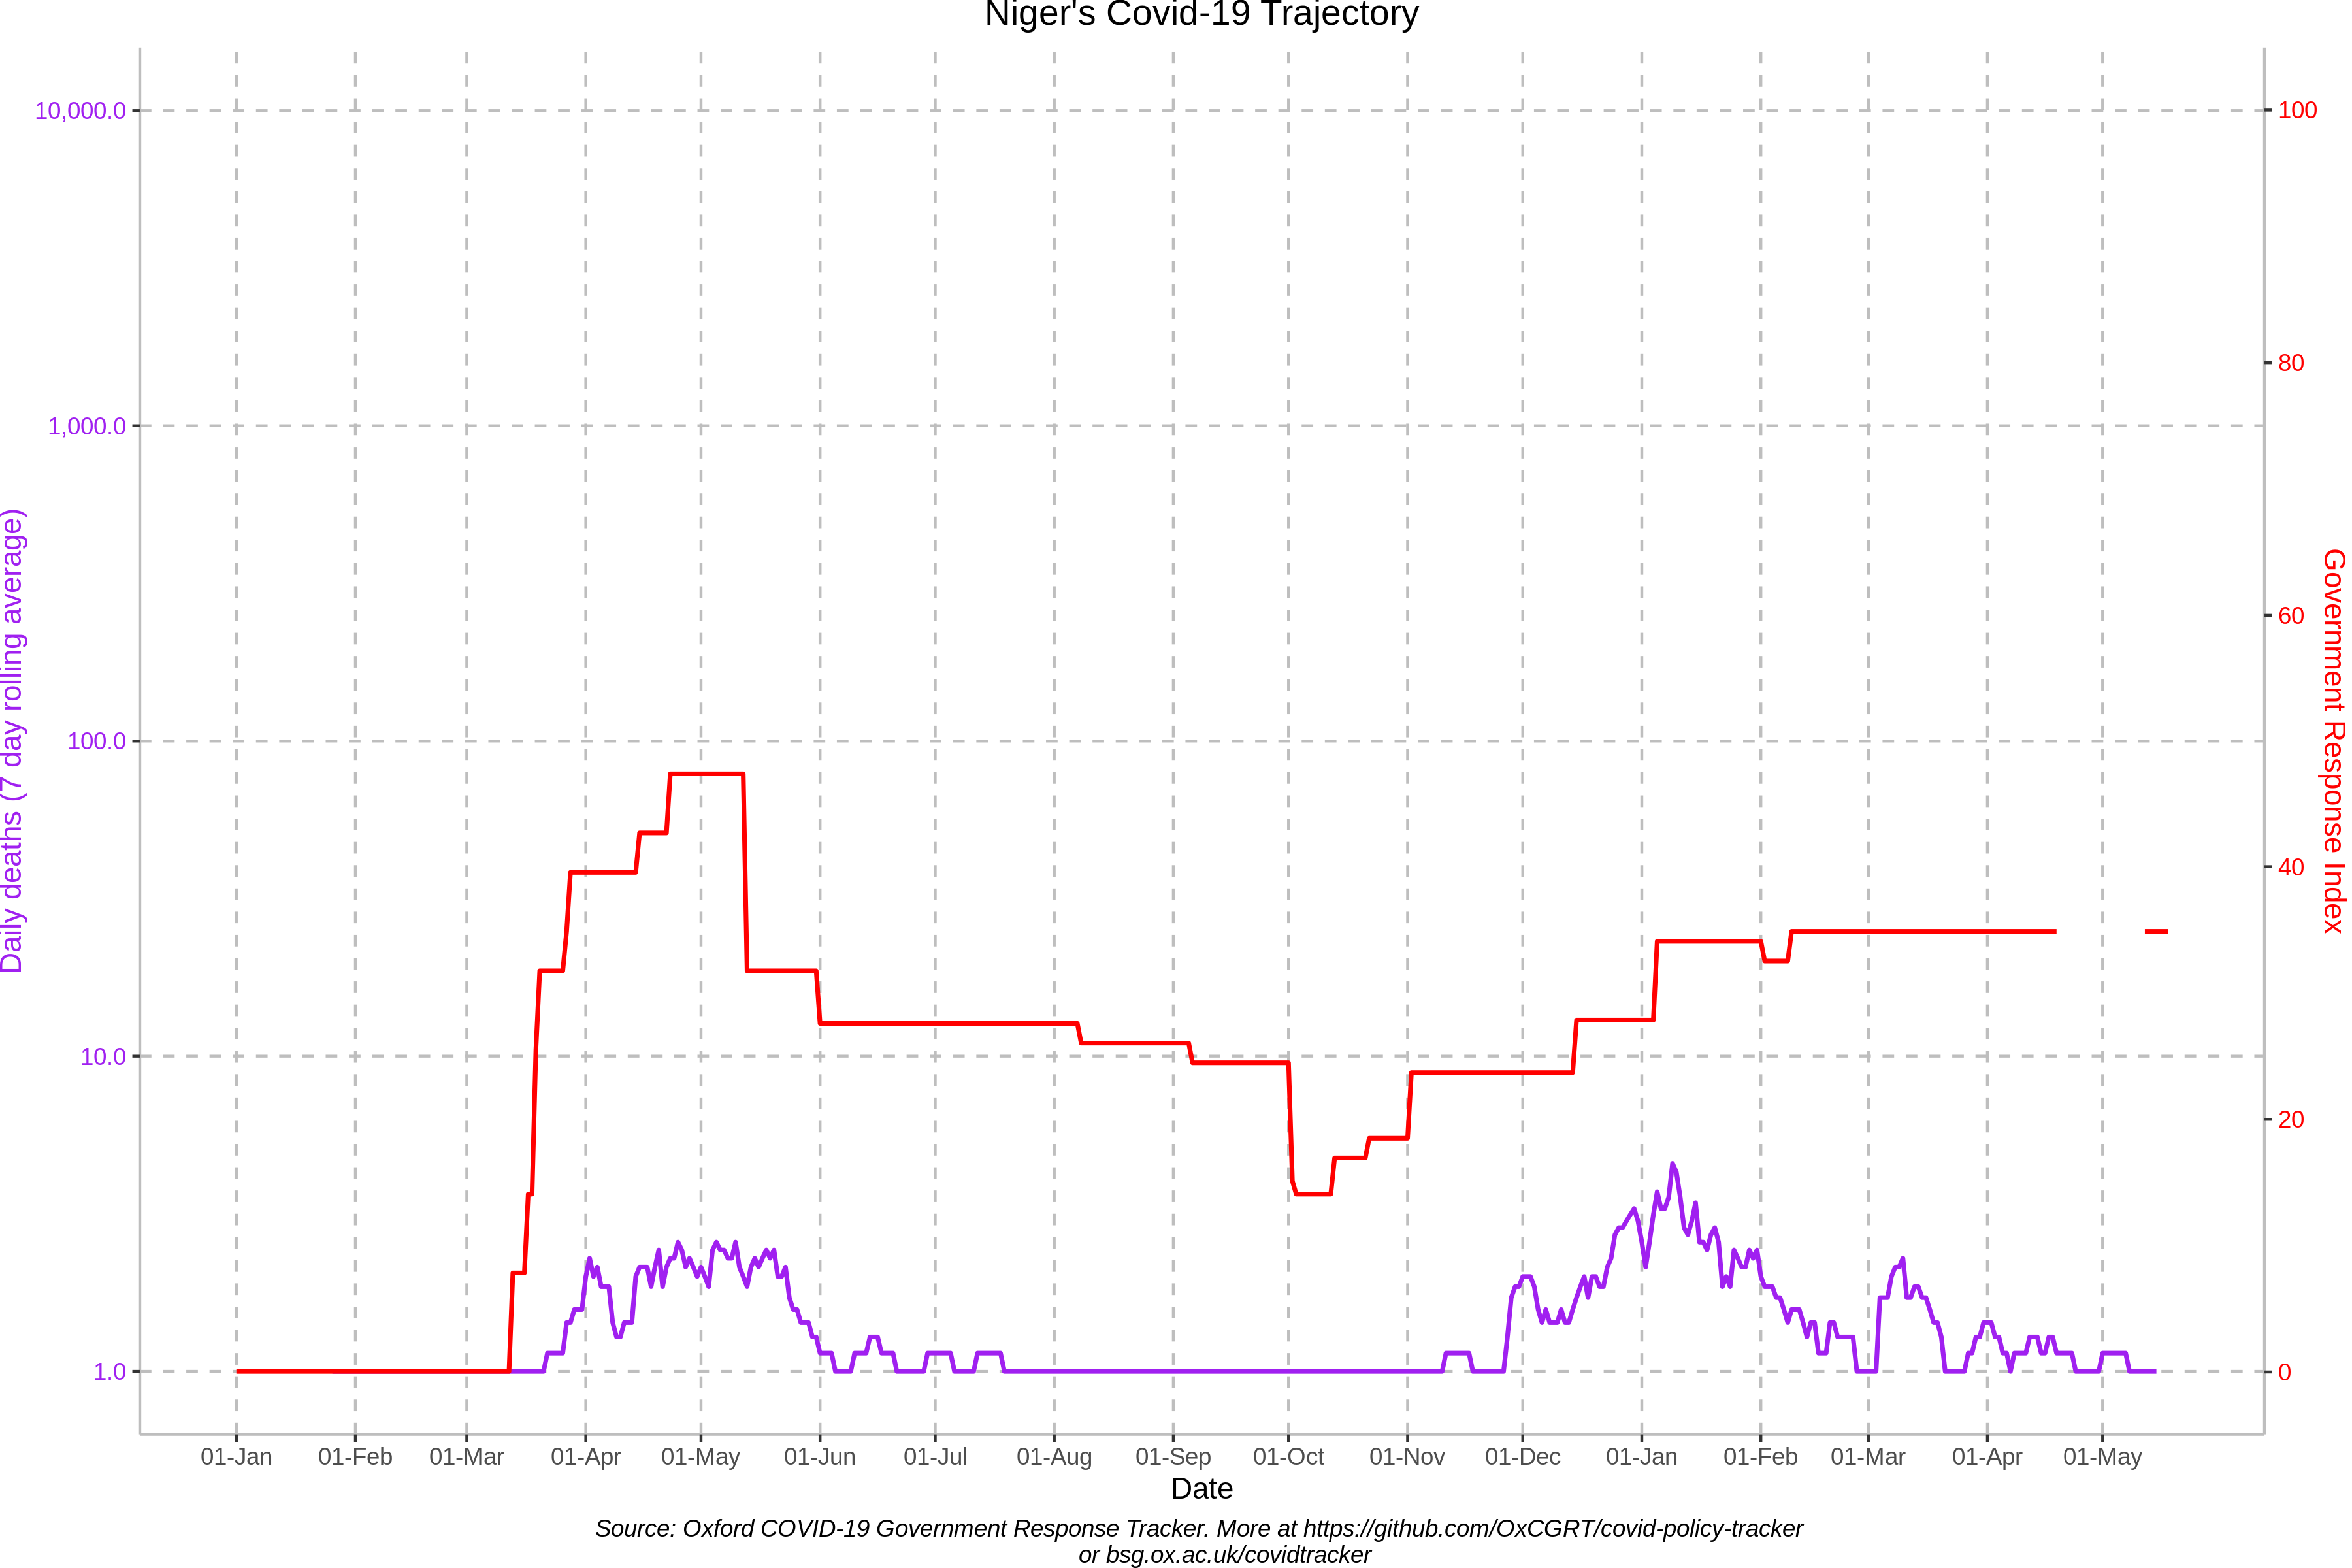 Niger's Covid-19 Trajectory
Daily deaths (7 day rolling average)
10,000.0
1,000.0
100.0
10.0
1.0
100
80
60
40
20
0
Government Response Index
01-Jan 01-Feb 01-Mar 01-Apr 01-May 01-Jun 01-Jul 01-Aug 01-Sep 01-Oct 01-Nov 01-Dec 01-Jan 01-Feb 01-Mar 01-Apr 01-May
Date
Source: Oxford COVID-19 Government Response Tracker. More at https://github.com/OxCGRT/covid-policy-tracker
or bsg.ox.ac.uk/covidtracker